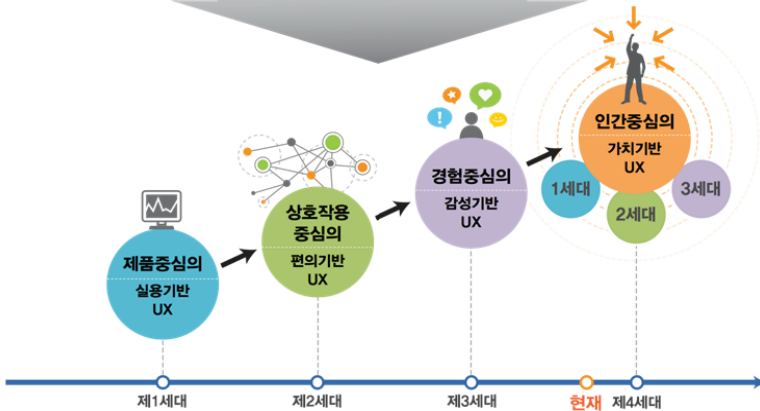 제품중심의
실용기반
UX
상호작용
중심의
편의기반
UX
경험중심의
감성기반
UX
인간중심의
가치기반
UX
1세대
2세대
3세대
제1세대
제2세대
제3세대
현재
제4세대